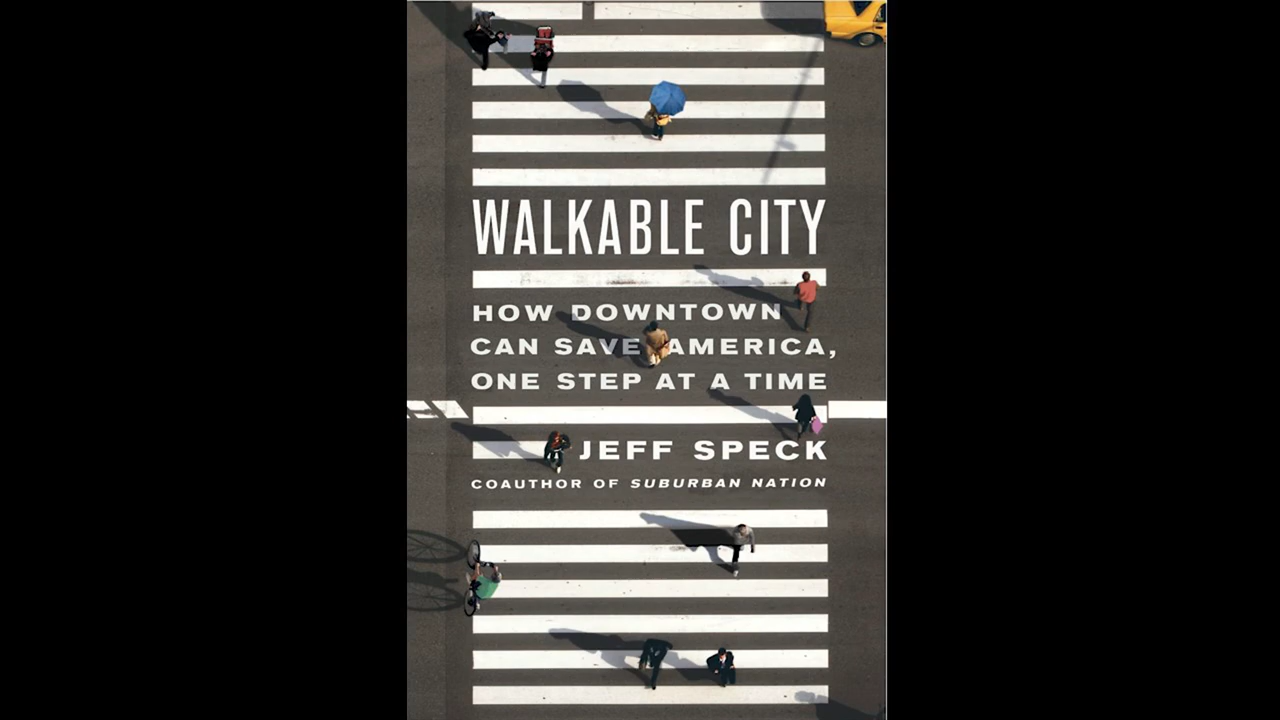 WALKABLE CITY
HOW DOWNTOWN
CAN SAVE AMERICA,
ONE STEP AT A TIME
JEFF SPECK
COAUTHOR OF SUBURBAN NATION